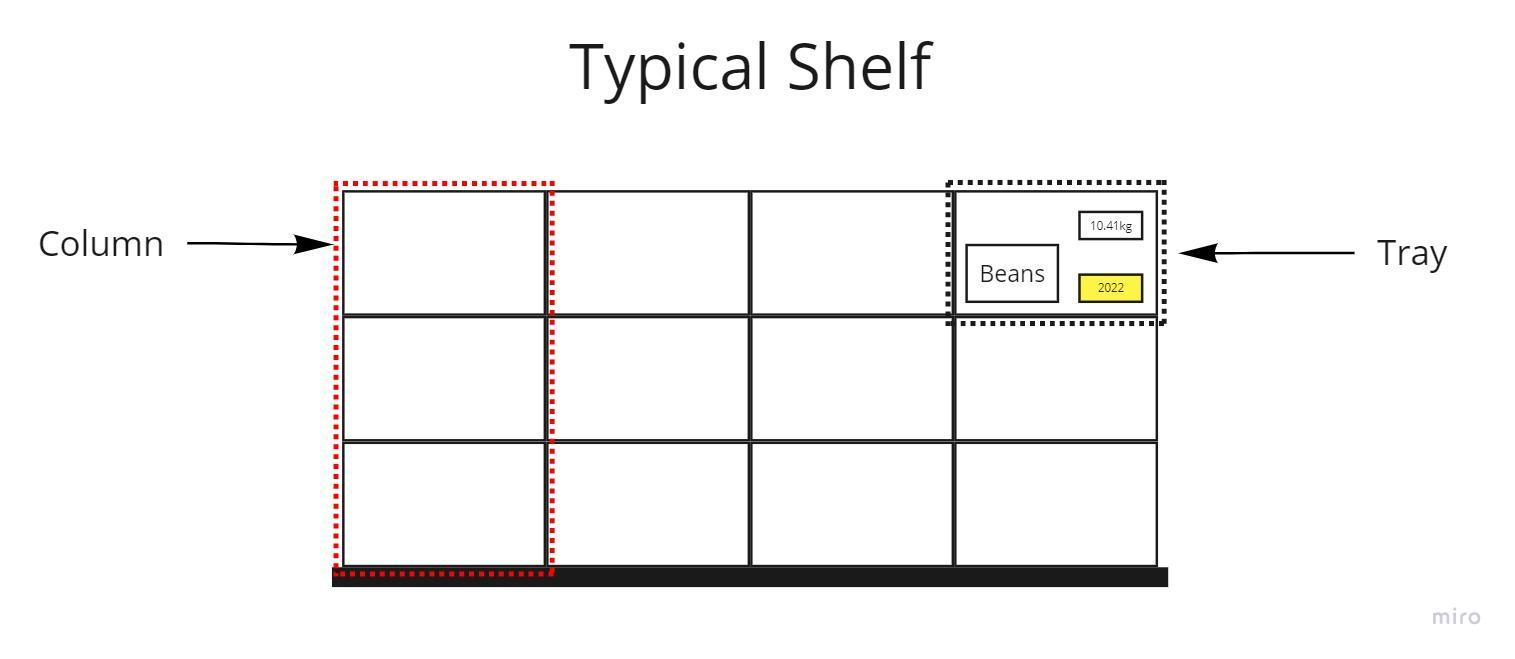 Typical Shelf
Column
10.41kg
Tray
Beans
2022
miro